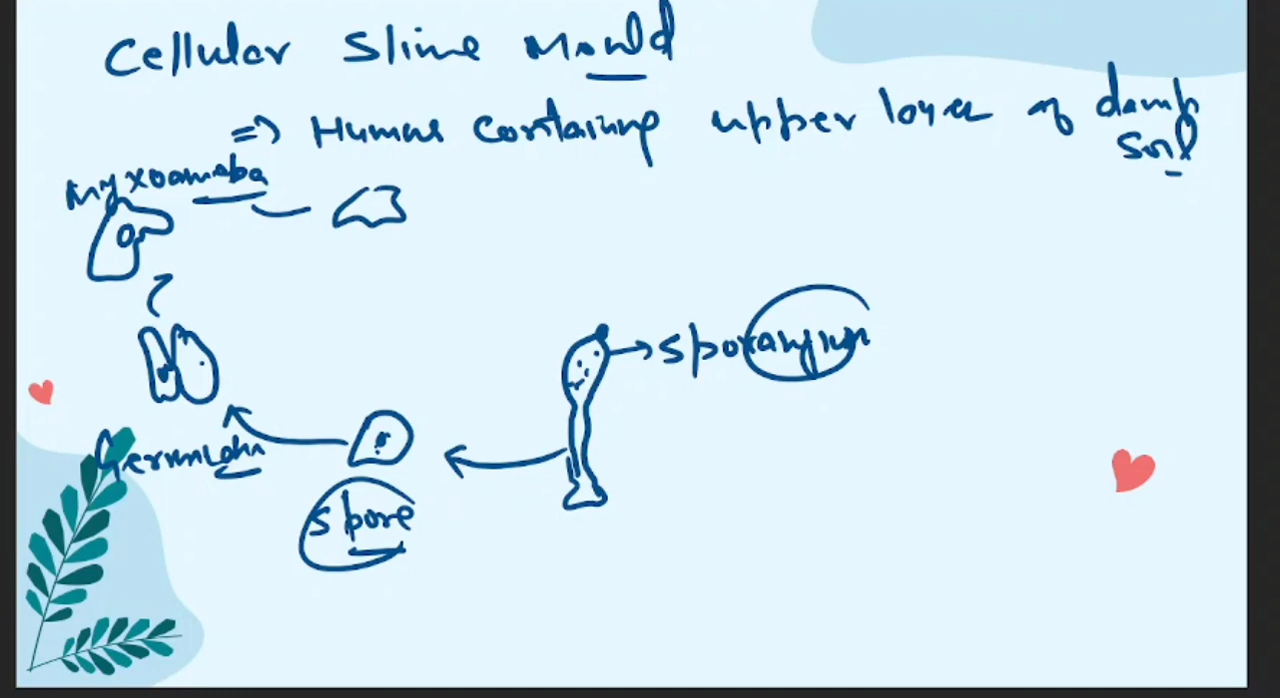 Cellular Slime Mould
=> Humus Containing upper layer of damp
soil
Myxoamoeba
→ sporangium
Germination
spore